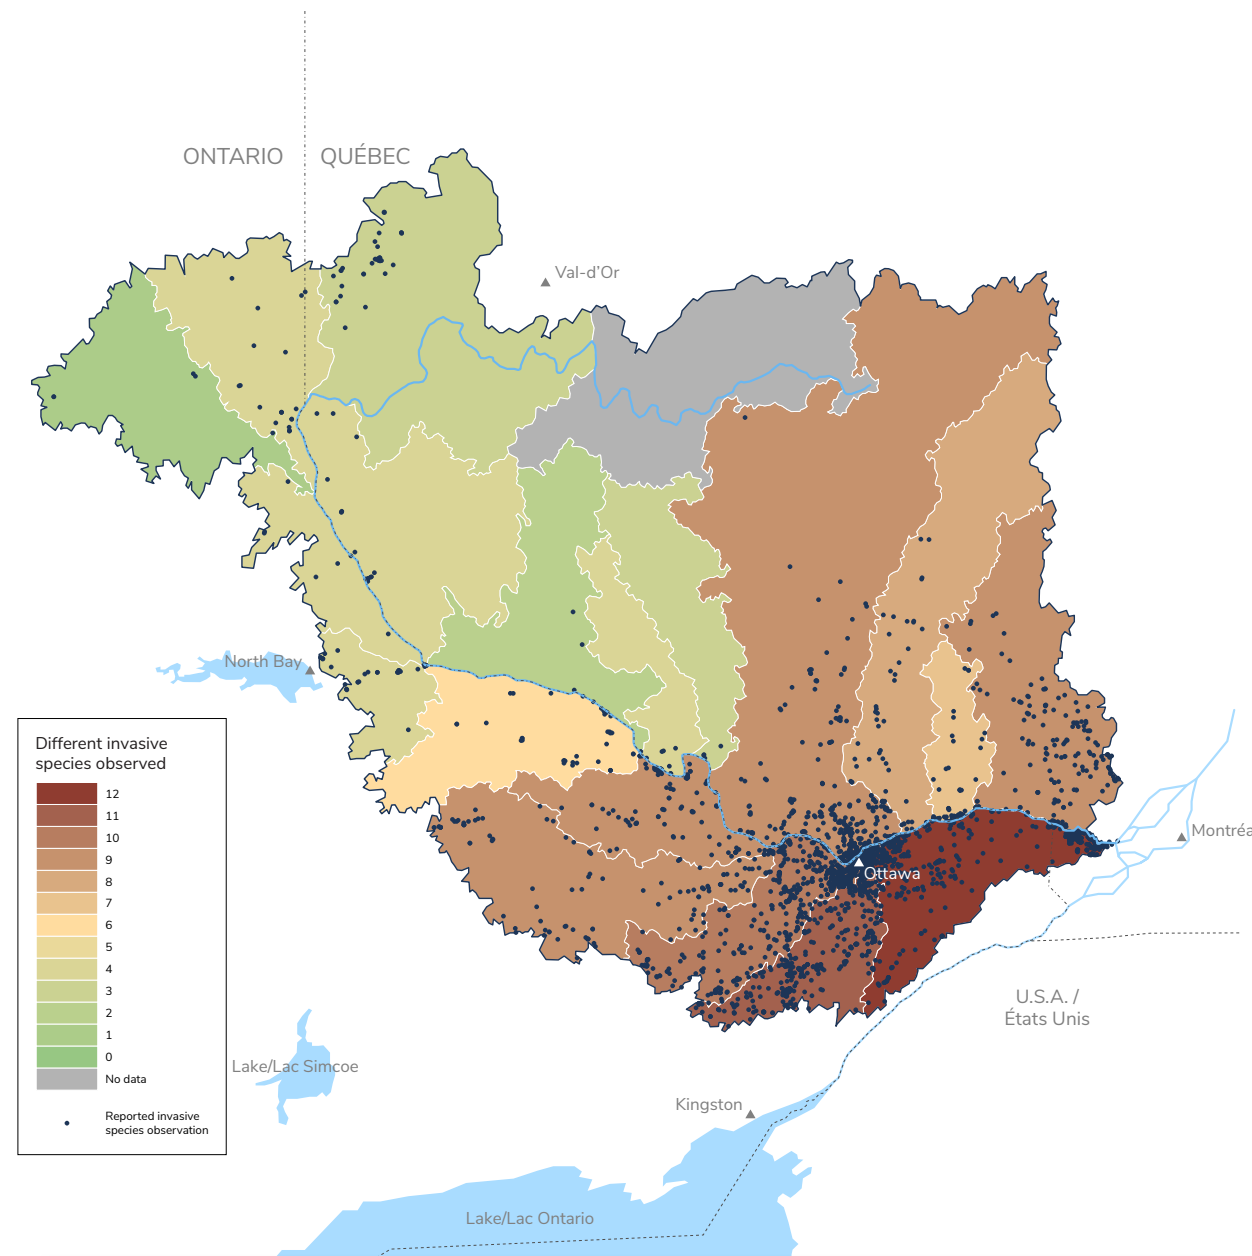 ONTARIO
QUÉBEC
Val-d'Or
North Bay
Different invasive
species observed
12
11
10
9
8
7
6
5
4
3
2
1
0
No data
Reported invasive
species observation
Montréa
Ottawa
U.S.A. /
États Unis
Lake/Lac Simcoe
Kingston
Lake/Lac Ontario